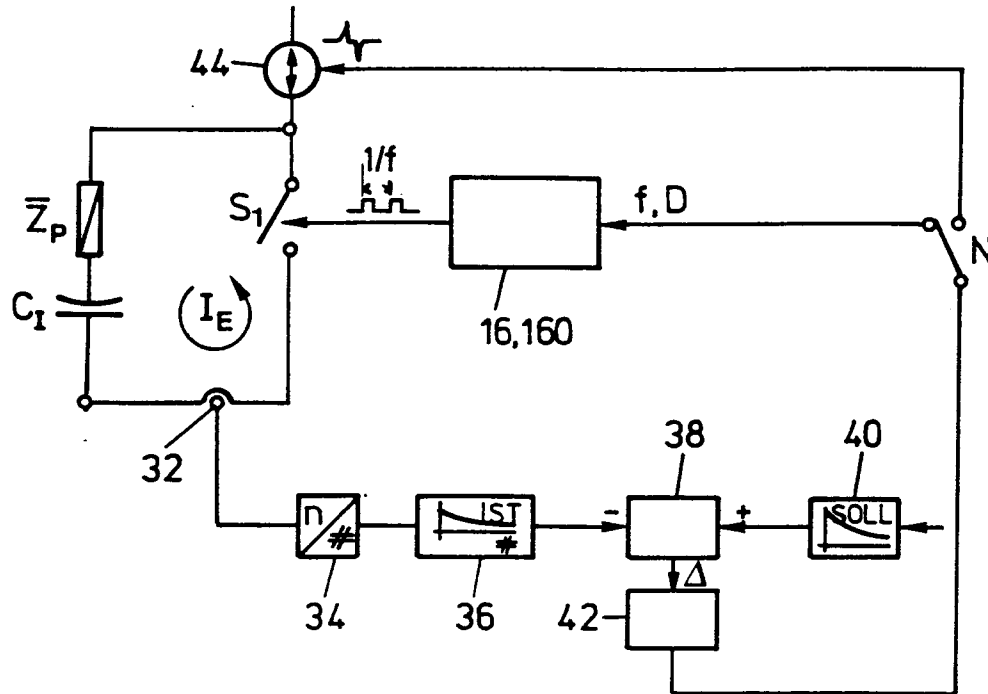 44
1/f
Z̅P
S1
f, D
N
CI
IE
16,160
32
38
40
n
#
IST
#
-
+
SOLL
Δ
34
36
42